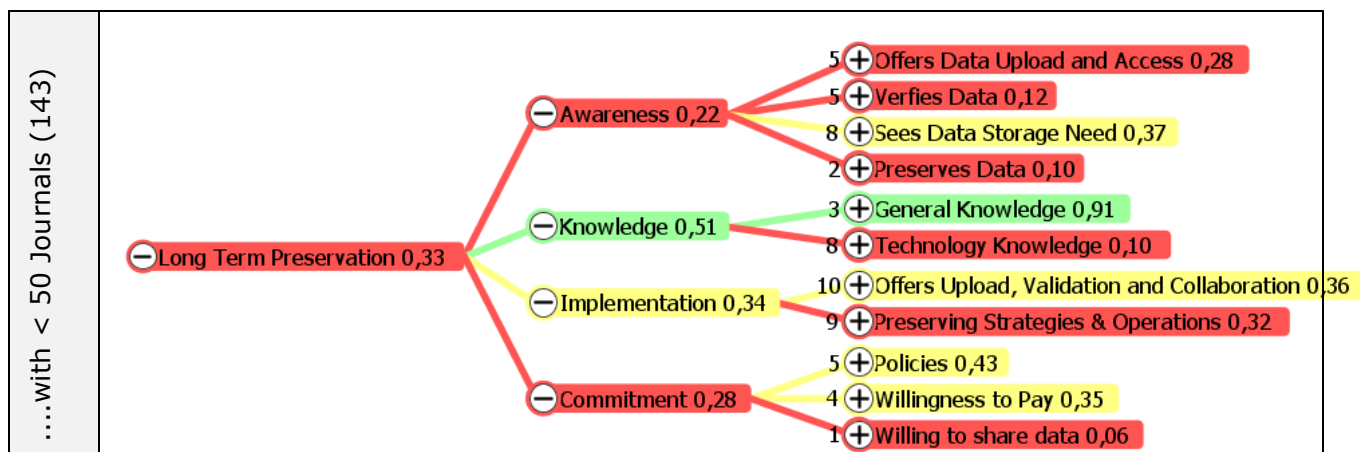 ....with < 50 Journals (143)
Long Term Preservation 0,33
Awareness 0,22
5 Offers Data Upload and Access 0,28
5 Verfies Data 0,12
8 Sees Data Storage Need 0,37
2 Preserves Data 0,10
Knowledge 0,51
3 General Knowledge 0,91
8 Technology Knowledge 0,10
Implementation 0,34
10 Offers Upload, Validation and Collaboration 0,36
9 Preserving Strategies & Operations 0,32
Commitment 0,28
5 Policies 0,43
4 Willingness to Pay 0,35
1 Willing to share data 0,06